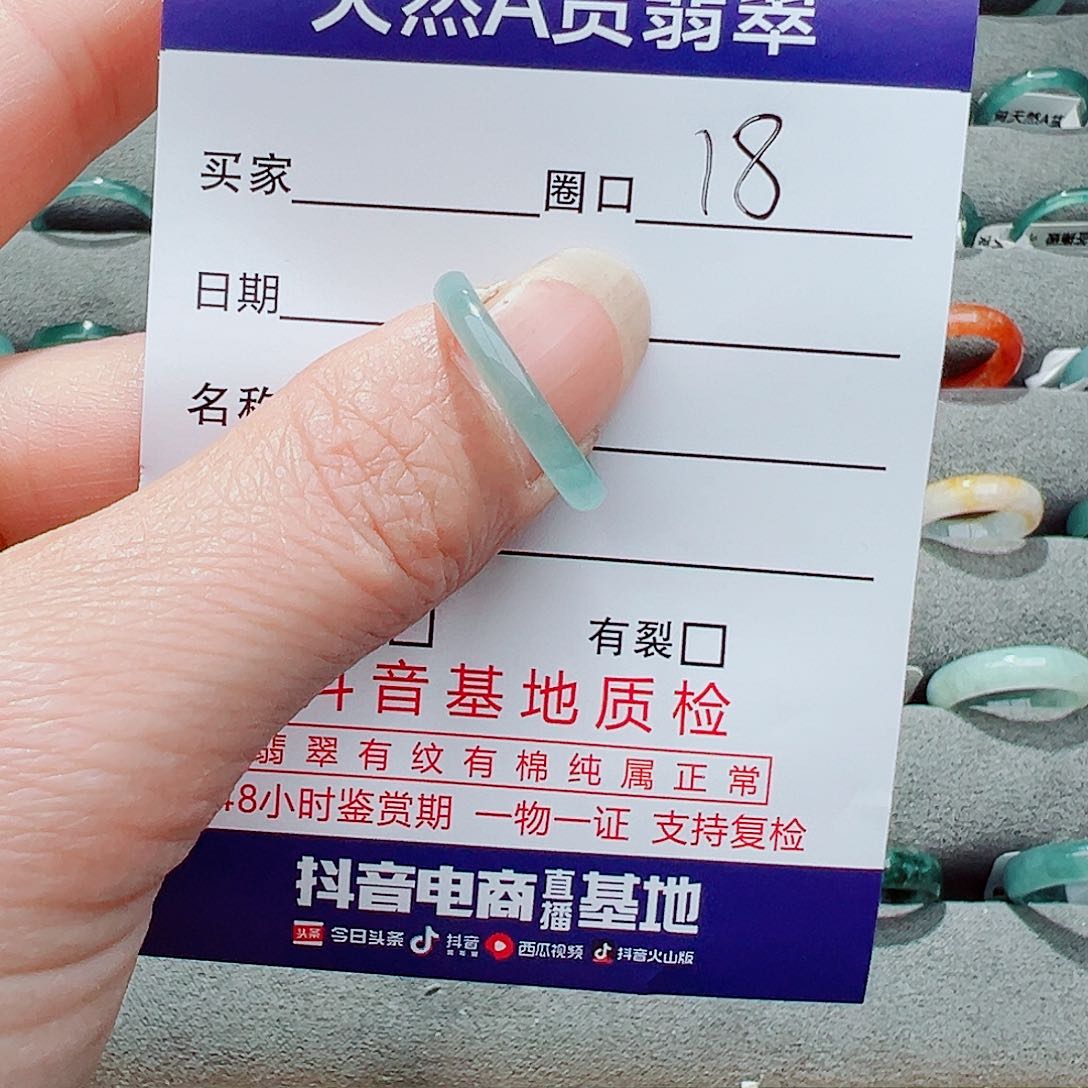 天然A货翡翠
买家 圈口 18
日期
名称
有裂
抖音基地质检
翡翠有纹有棉纯属正常
48小时鉴赏期 一物一证 支持复检
抖音电商直播基地
头条 今日头条 抖音 西瓜视频 抖音火山版